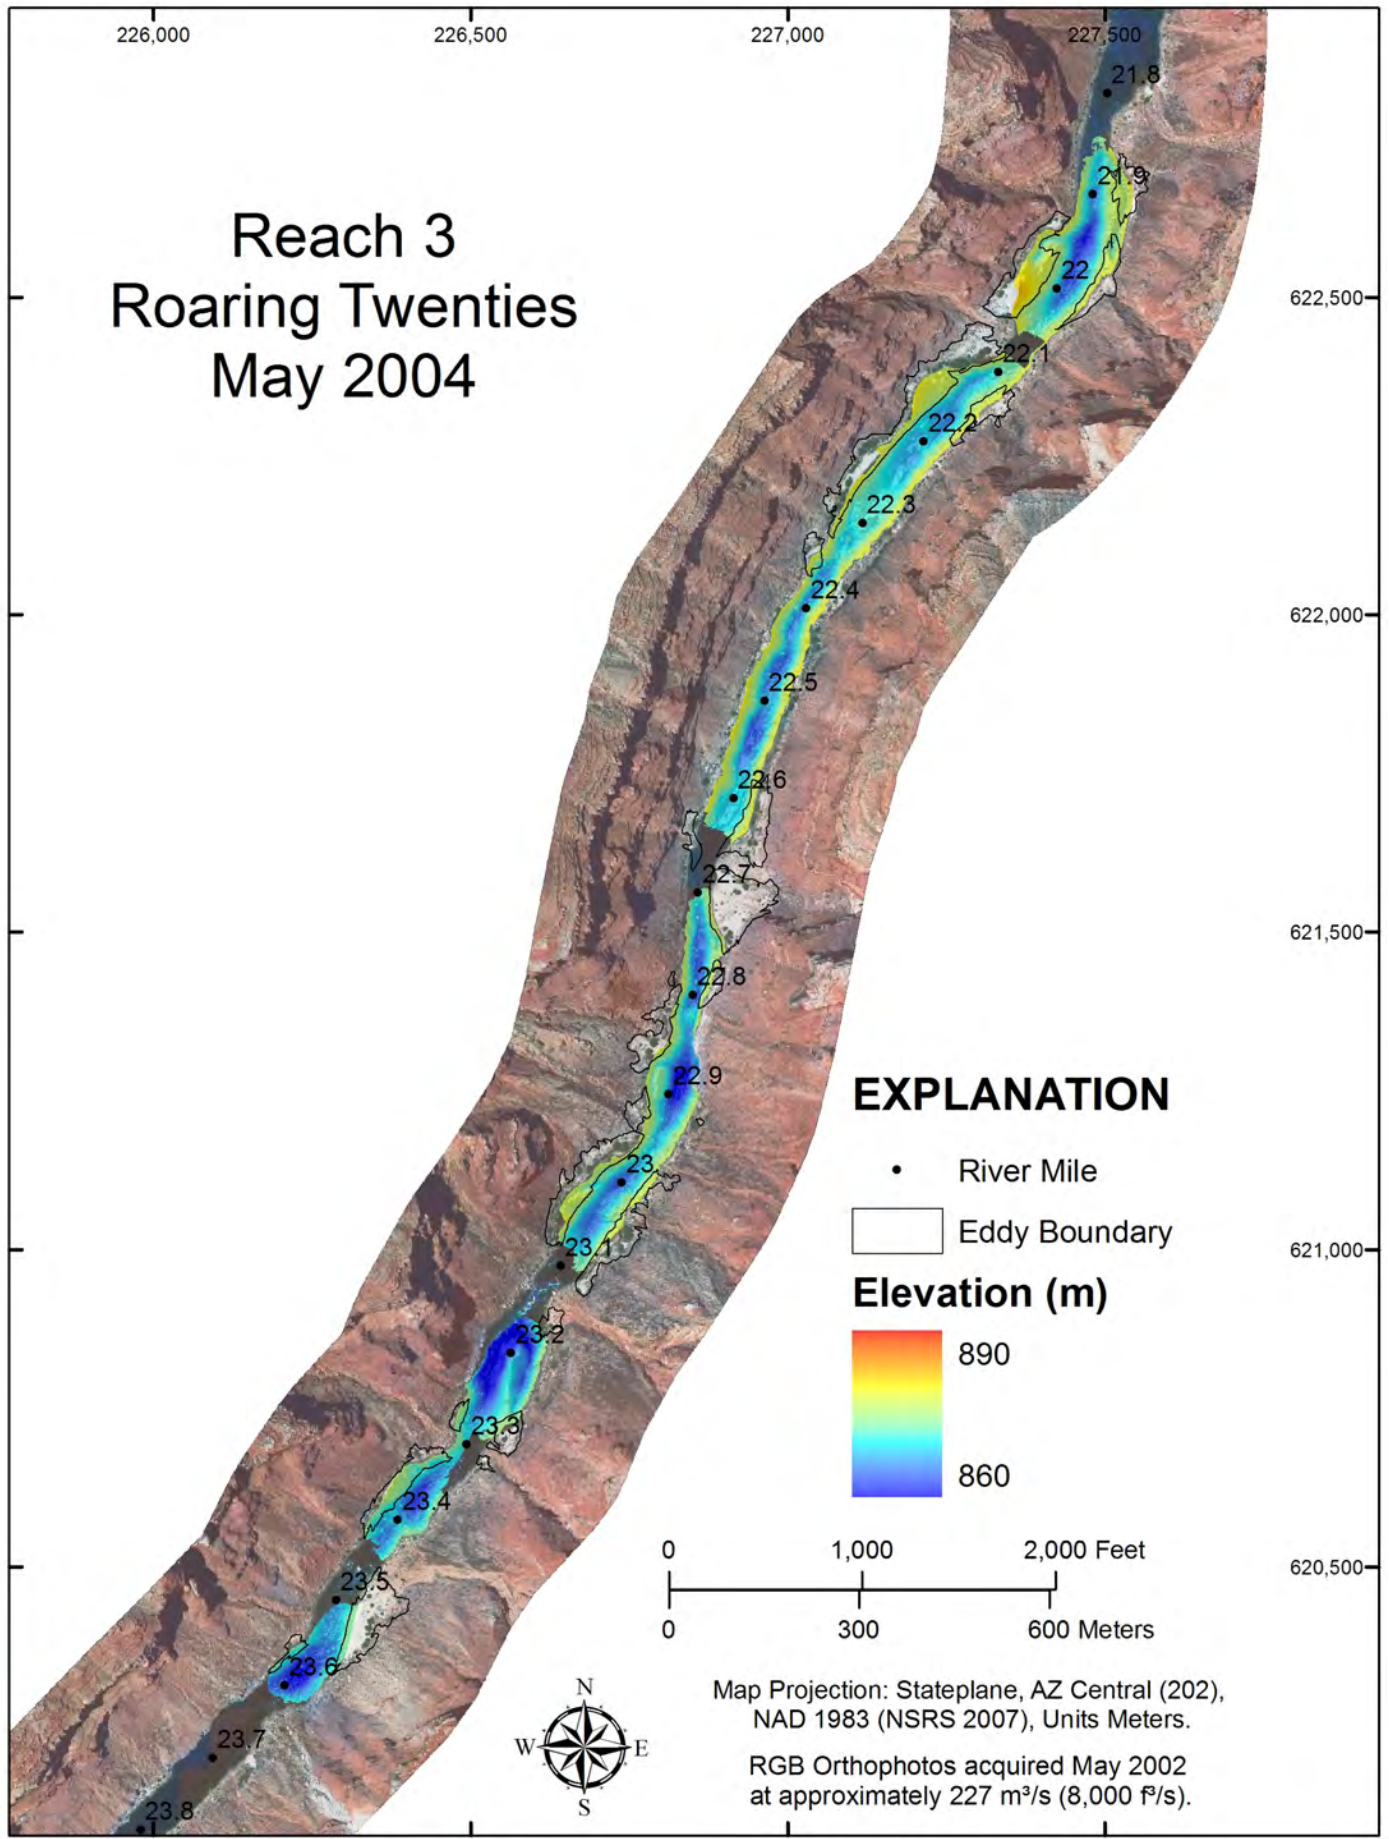 226,000
226,500
227,000
227,500
21.8
21.9
22
22.1
22.2
22.3
22.4
22.5
22.6
22.7
22.8
22.9
23
23.1
23.2
23.3
23.4
23.5
23.6
23.7
23.8
Reach 3
Roaring Twenties
May 2004
622,500
622,000
621,500
621,000
620,500
EXPLANATION
River Mile
Eddy Boundary
Elevation (m)
890
860
0 1,000 2,000 Feet
0 300 600 Meters
N
W E
S
Map Projection: Stateplane, AZ Central (202),
NAD 1983 (NSRS 2007), Units Meters.
RGB Orthophotos acquired May 2002
at approximately 227 m³/s (8,000 f³/s).